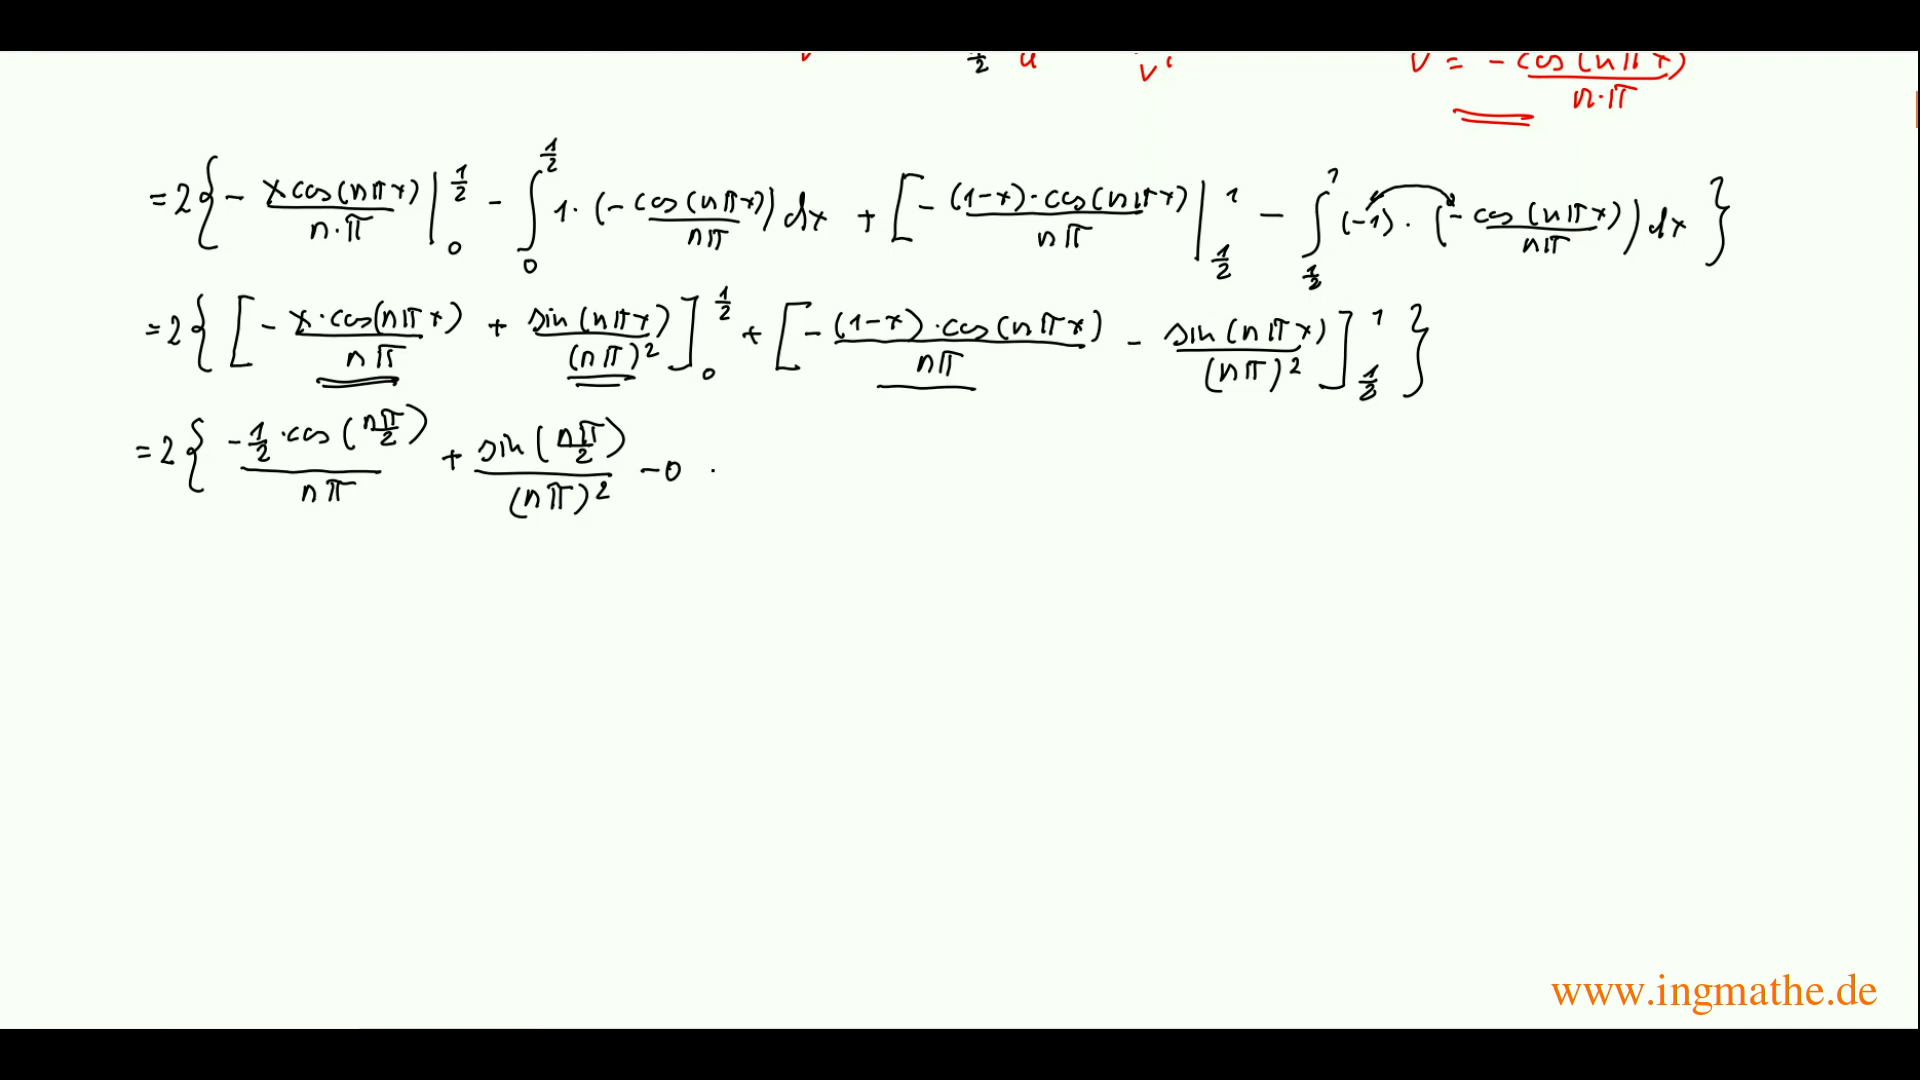 v 1/2 u v' v = - cos(nπx)/n·π
= 2{ - x cos(nπx)/n·π |₀^{1/2} - ∫₀^{1/2} 1·(- cos(nπx)/nπ) dx + [ - (1-x)·cos(nπx)/nπ |_{1/2}^1 - ∫_{1/2}^1 (-1)·(- cos(nπx)/nπ) dx }
= 2{ [ - x·cos(nπx)/nπ + sin(nπx)/(nπ)² ]₀^{1/2} + [ - (1-x)·cos(nπx)/nπ - sin(nπx)/(nπ)² ]_{1/2}^1 }
= 2{ -1/2·cos(nπ/2)/nπ + sin(nπ/2)/(nπ)² - 0 ·
www.ingmathe.de